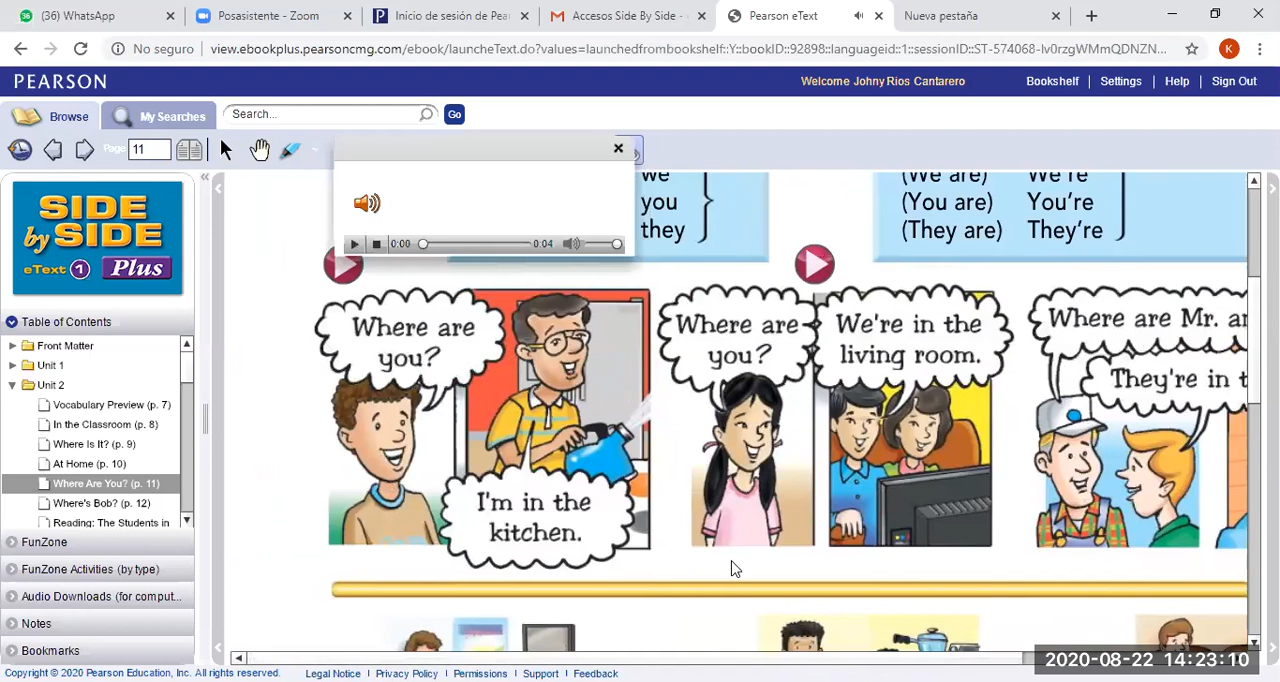 (36) WhatsApp
Posasistente - Zoom
Inicio de sesión de Pe
Accesos Side By Side -
Pearson eText
Nueva pestaña
No seguro
view.ebookplus.pearsoncmg.com/ebook/launcheText.do?values=launchedfrombookshelf::Y::bookID::92898::languageid::1::sessionID::ST-574068-lv0rzgWMmQDNZN...
K
PEARSON
Welcome Johny Rios Cantarero
Bookshelf
Settings
Help
Sign Out
Browse
My Searches
Search...
Go
Page
11
SIDE
by SIDE
eText 1 Plus
Table of Contents
Front Matter
Unit 1
Unit 2
Vocabulary Preview (p. 7)
In the Classroom (p. 8)
Where Is It? (p. 9)
At Home (p. 10)
Where Are You? (p. 11)
Where's Bob? (p. 12)
Reading: The Students in
FunZone
FunZone Activities (by type)
Audio Downloads (for comput...
Notes
Bookmarks
0:00
0:04
we
you
they
(We are) We're
(You are) You're
(They are) They're
Where are
you?
I'm in the
kitchen.
Where are
you?
We're in the
living room.
Where are Mr. an
They're in t
2020-08-22 14:23:10
Copyright © 2020 Pearson Education, Inc. All rights reserved.
Legal Notice
Privacy Policy
Permissions
Support
Feedback